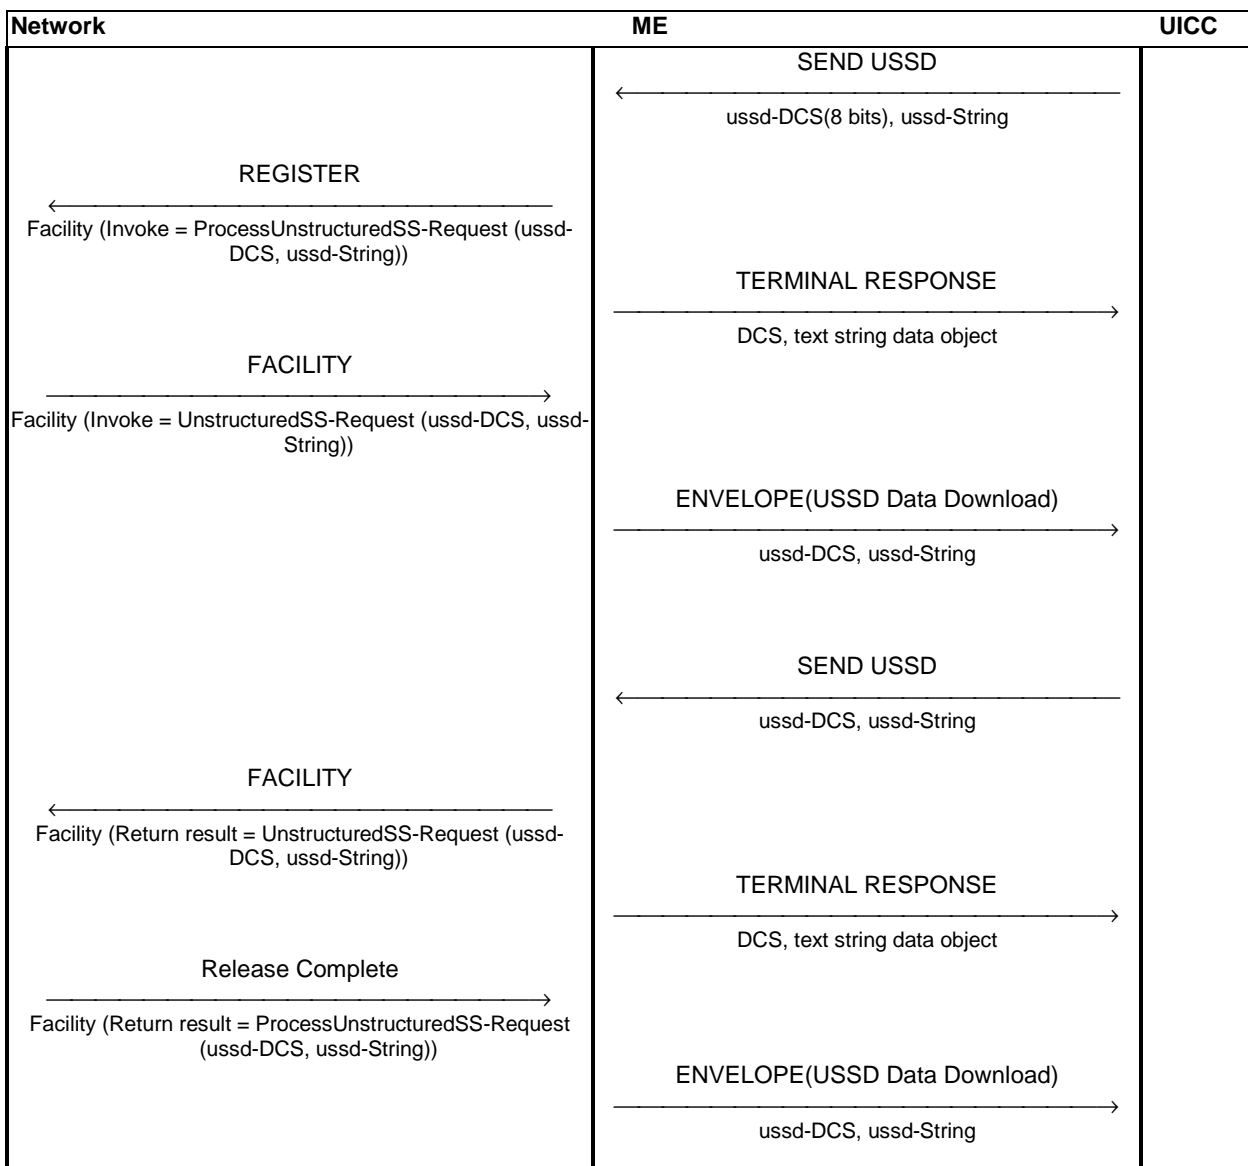 Network ME UICC
SEND USSD
ussd-DCS(8 bits), ussd-String
REGISTER
Facility (Invoke = ProcessUnstructuredSS-Request (ussd-
DCS, ussd-String))
TERMINAL RESPONSE
DCS, text string data object
FACILITY
Facility (Invoke = UnstructuredSS-Request (ussd-DCS, ussd-
String))
ENVELOPE(USSD Data Download)
ussd-DCS, ussd-String
SEND USSD
ussd-DCS, ussd-String
FACILITY
Facility (Return result = UnstructuredSS-Request (ussd-
DCS, ussd-String))
TERMINAL RESPONSE
DCS, text string data object
Release Complete
Facility (Return result = ProcessUnstructuredSS-Request
(ussd-DCS, ussd-String))
ENVELOPE(USSD Data Download)
ussd-DCS, ussd-String